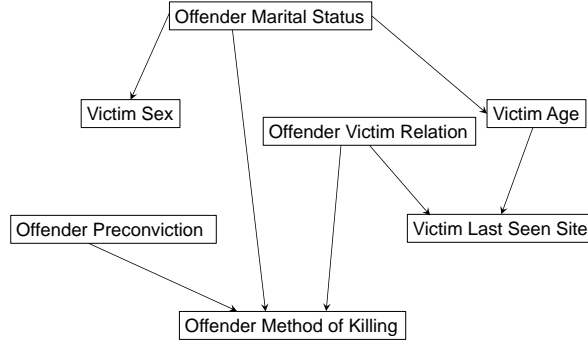 Offender Marital Status
Victim Sex
Victim Age
Offender Victim Relation
Offender Preconviction
Victim Last Seen Site
Offender Method of Killing